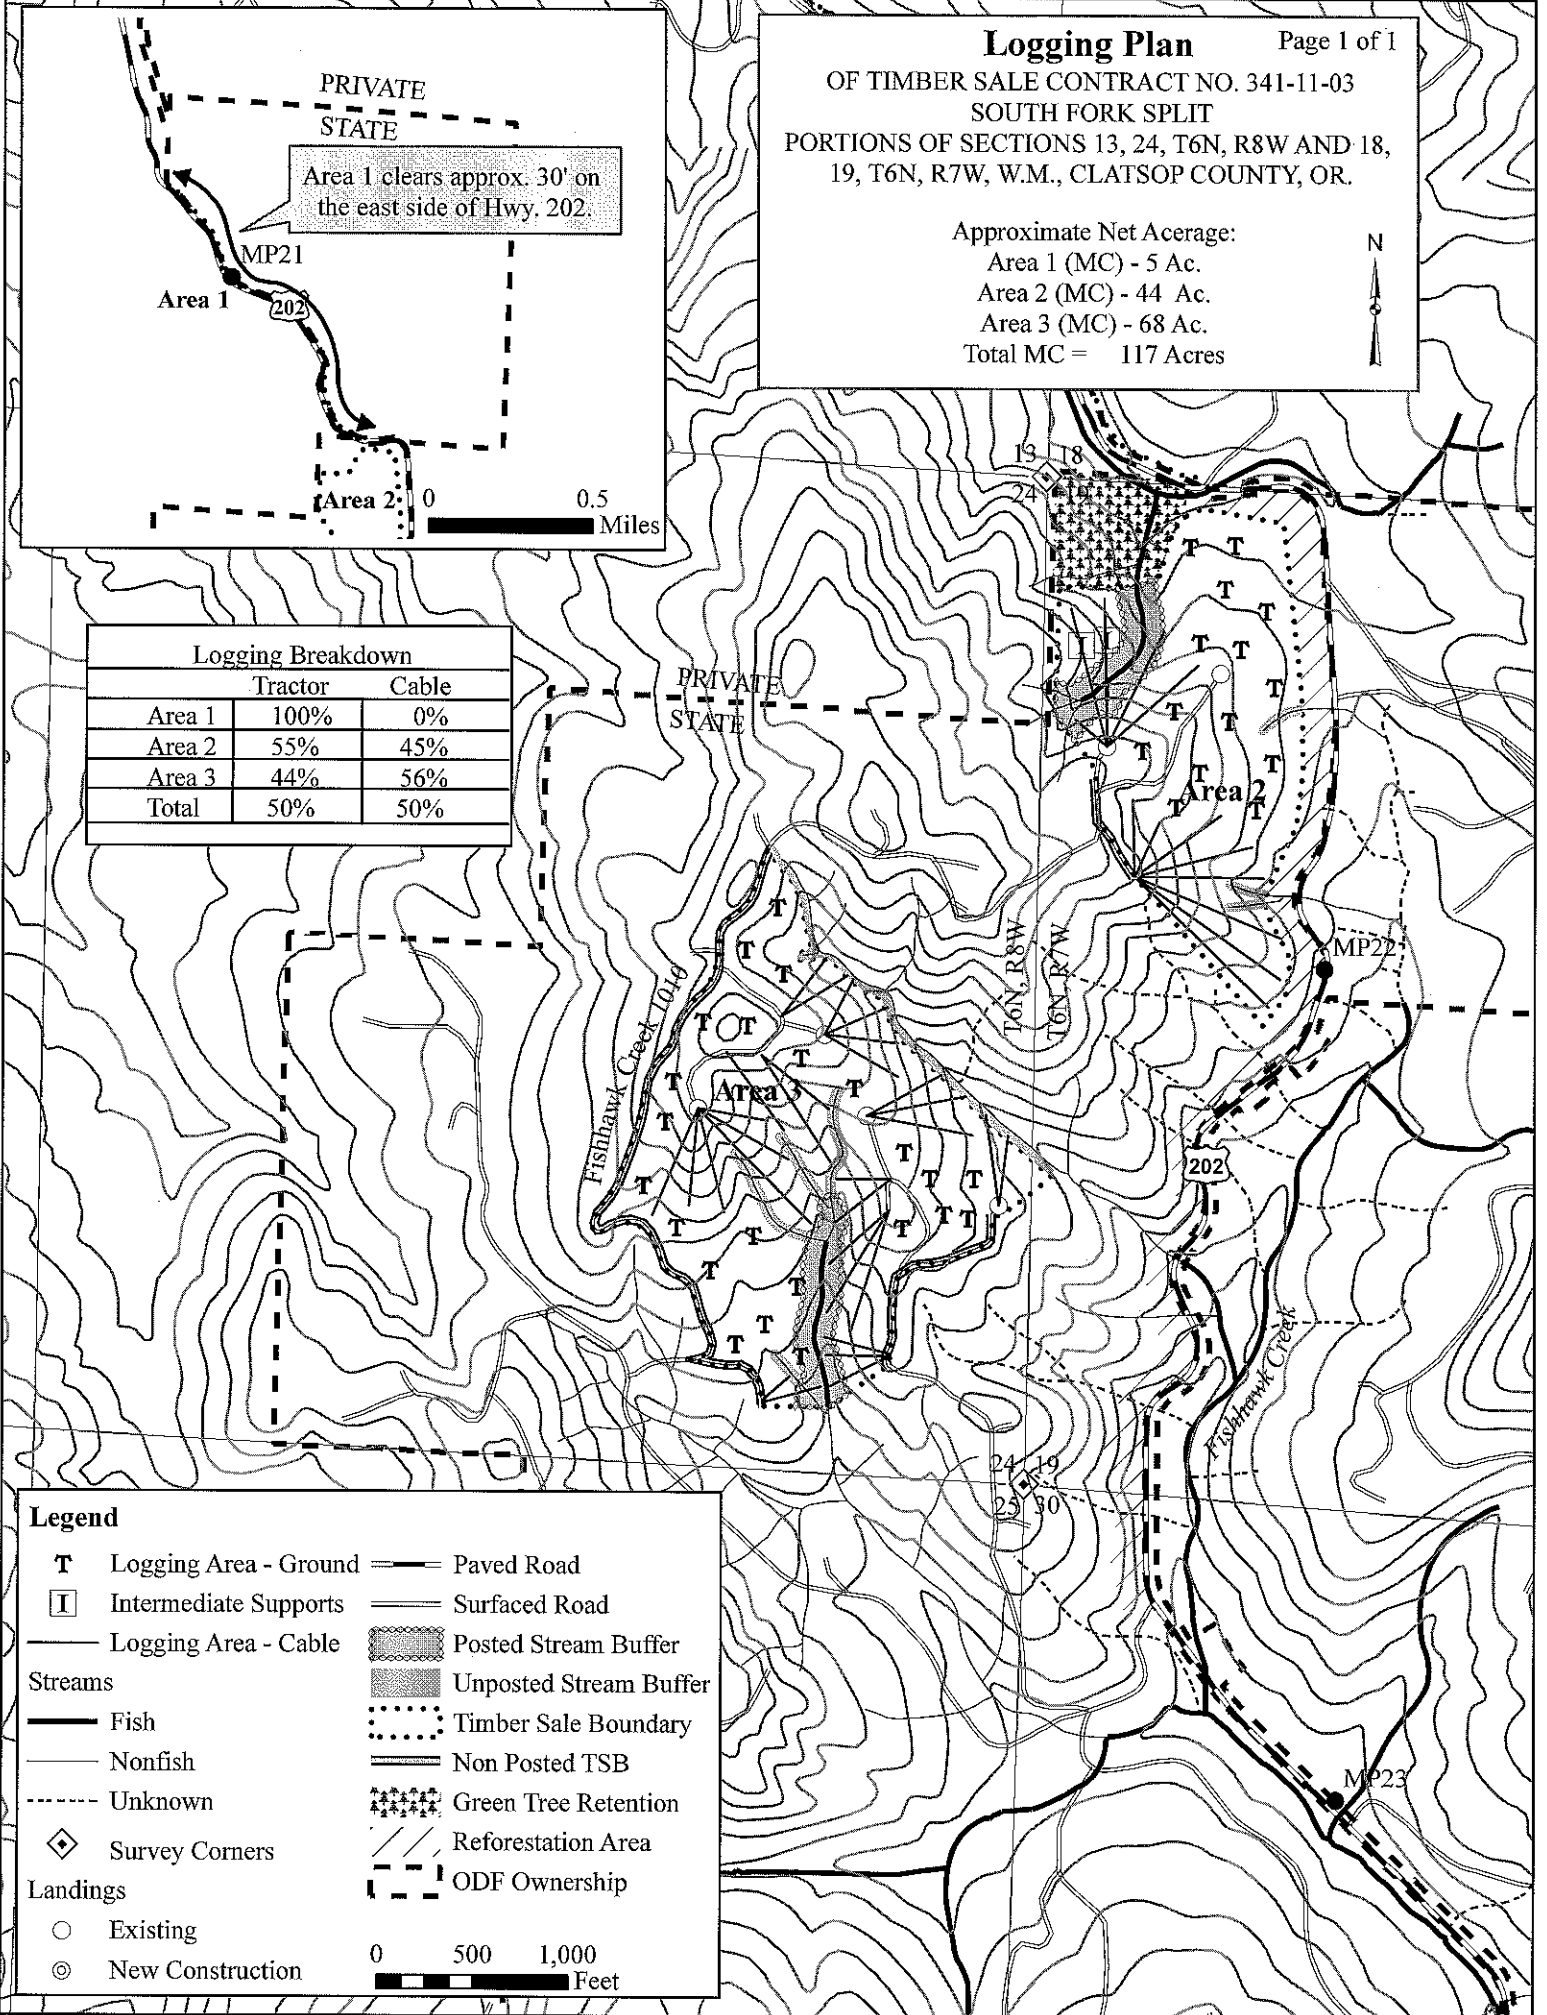 PRIVATE
STATE
Area 1 clears approx. 30' on
the east side of Hwy. 202.
MP21
Area 1
202
Area 2
0 0.5
Miles
Logging Plan Page 1 of 1
OF TIMBER SALE CONTRACT NO. 341-11-03
SOUTH FORK SPLIT
PORTIONS OF SECTIONS 13, 24, T6N, R8W AND 18,
19, T6N, R7W, W.M., CLATSOP COUNTY, OR.
Approximate Net Acerage:
Area 1 (MC) - 5 Ac.
Area 2 (MC) - 44 Ac.
Area 3 (MC) - 68 Ac.
Total MC = 117 Acres
N
13 18
24 19
I I
T T
T
T
T T
T
T T
T
T T
Area 2
T T
Logging Breakdown
Tractor Cable
Area 1 100% 0%
Area 2 55% 45%
Area 3 44% 56%
Total 50% 50%
PRIVATE
STATE
T6N, R8W
T6N, R7W
MP22
Fishhawk Creek 1010
T
T
T
T T
T
T
Area 3
T
T
T
T
T T
T
T T
T
T
T
T
T
T
T
T
202
Fishhawk Creek
24 19
25 30
MP23
Legend
T Logging Area - Ground
I Intermediate Supports
Logging Area - Cable
Streams
Fish
Nonfish
Unknown
Survey Corners
Landings
Existing
New Construction
Paved Road
Surfaced Road
Posted Stream Buffer
Unposted Stream Buffer
Timber Sale Boundary
Non Posted TSB
Green Tree Retention
Reforestation Area
ODF Ownership
0 500 1,000
Feet